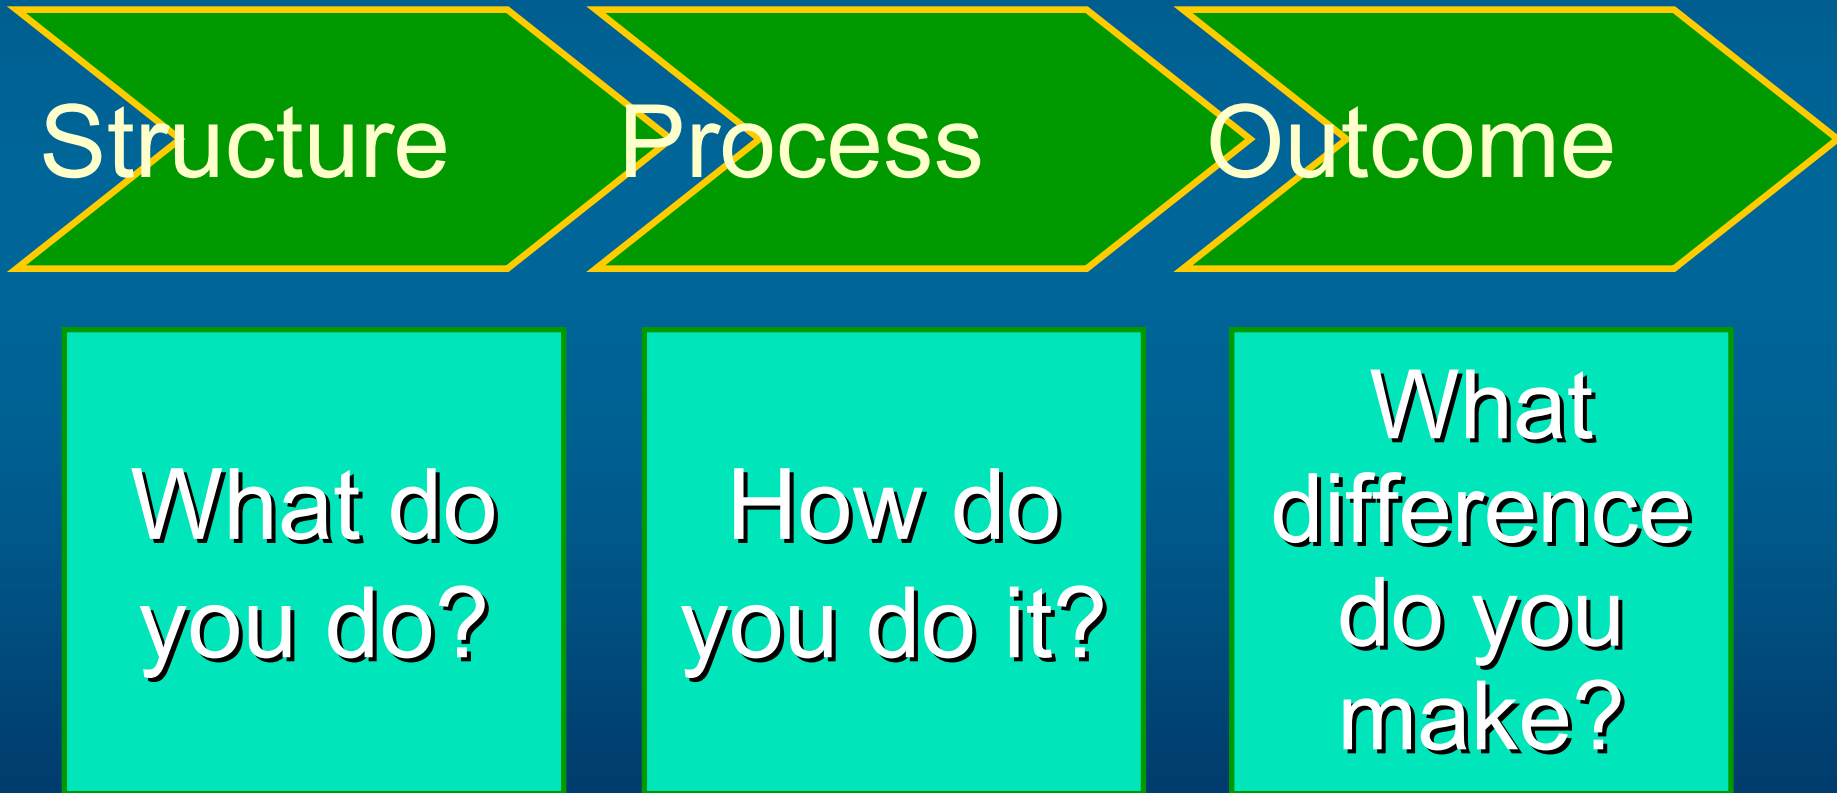 Structure
Process
Outcome
What do
you do?
How do
you do it?
What
difference
do you
make?